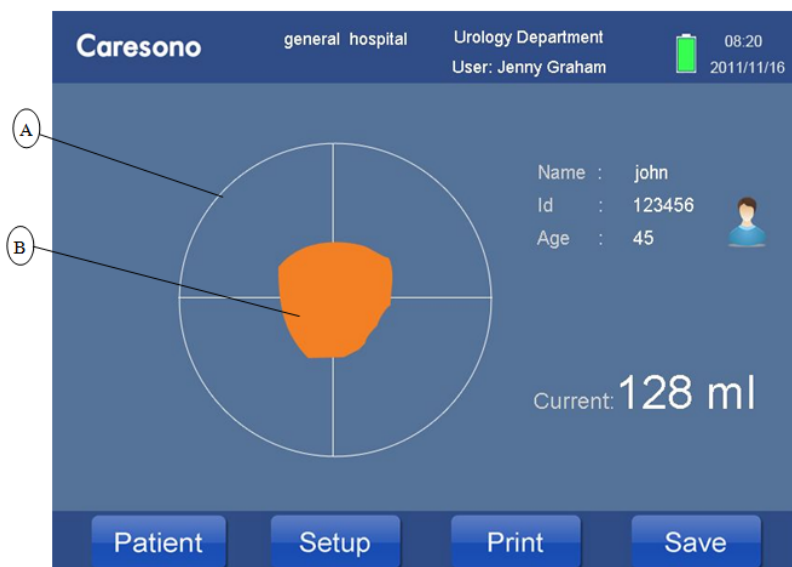 Caresono
general hospital
Urology Department
User: Jenny Graham
08:20
2011/11/16
A
B
Name : john
Id : 123456
Age : 45
Current: 128 ml
Patient
Setup
Print
Save